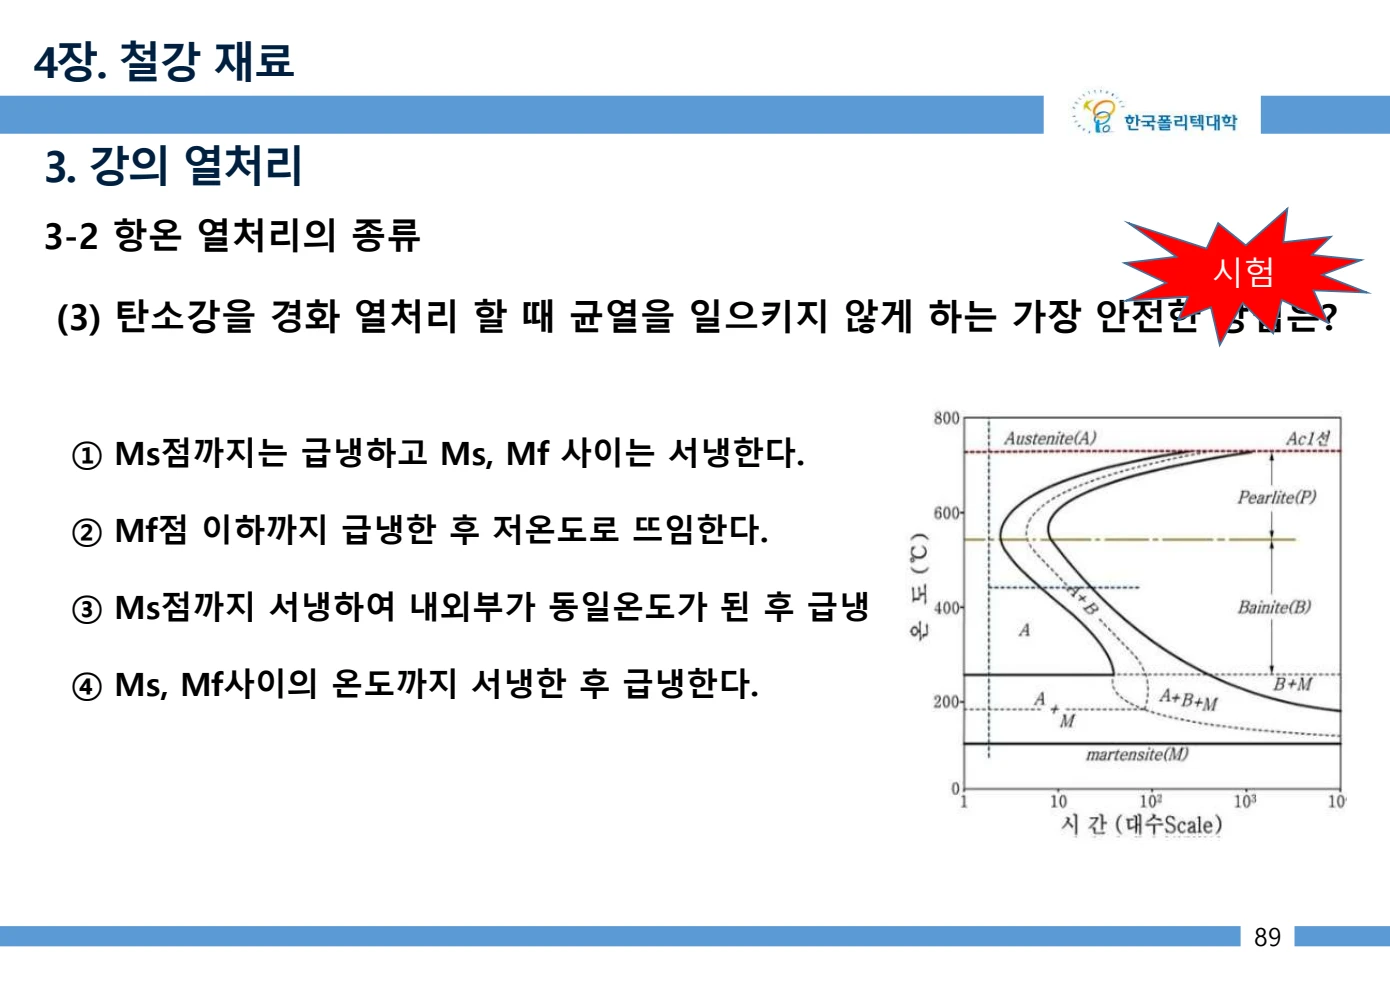 4장. 철강 재료
한국폴리텍대학
3. 강의 열처리
3-2 항온 열처리의 종류
시험
(3) 탄소강을 경화 열처리 할 때 균열을 일으키지 않게 하는 가장 안전한 방법은?
① Ms점까지는 급냉하고 Ms, Mf 사이는 서냉한다.
② Mf점 이하까지 급냉한 후 저온도로 뜨임한다.
③ Ms점까지 서냉하여 내외부가 동일온도가 된 후 급냉
④ Ms, Mf사이의 온도까지 서냉한 후 급냉한다.
800
Austenite(A)
Ac1선
Pearlite(P)
600
온 도 (℃)
400
A+B
Bainite(B)
A
B+M
200
A + M
A+B+M
martensite(M)
0
1 10 10² 10³ 10
시 간 (대수Scale)
89